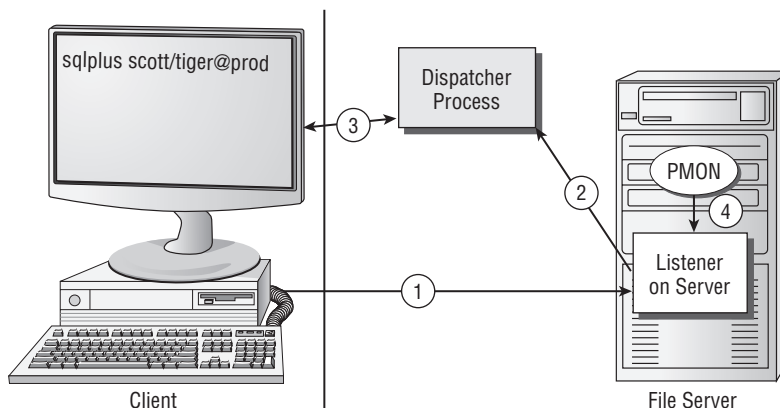 sqlplus scott/tiger@prod
Dispatcher
Process
3
PMON
2
4
Listener
on Server
1
Client
File Server